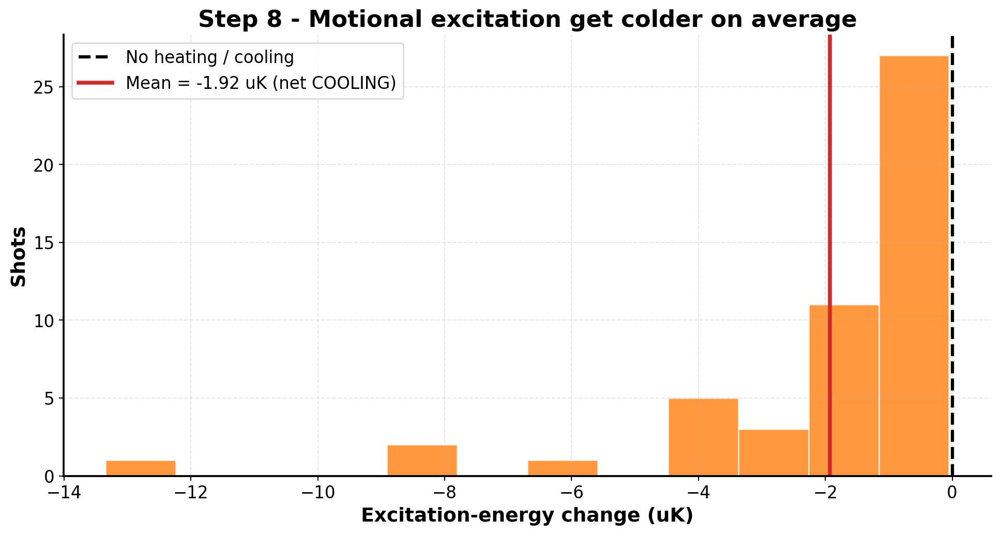 Step 8 - Motional excitation get colder on average
No heating / cooling
Mean = -1.92 uK (net COOLING)
Shots
25
20
15
10
5
0
−14 −12 −10 −8 −6 −4 −2 0
Excitation-energy change (uK)